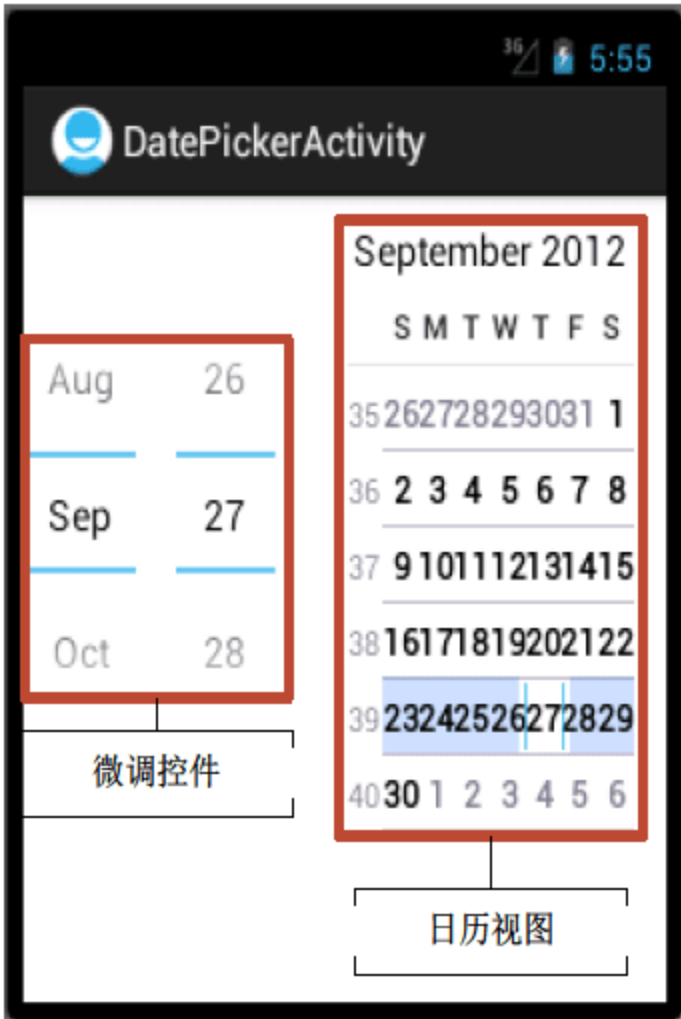 3G 5:55
DatePickerActivity
Aug 26
Sep 27
Oct 28
微调控件
September 2012
S M T W T F S
35 26 27 28 29 30 31 1
36 2 3 4 5 6 7 8
37 9 10 11 12 13 14 15
38 16 17 18 19 20 21 22
39 23 24 25 26 27 28 29
40 30 1 2 3 4 5 6
日历视图